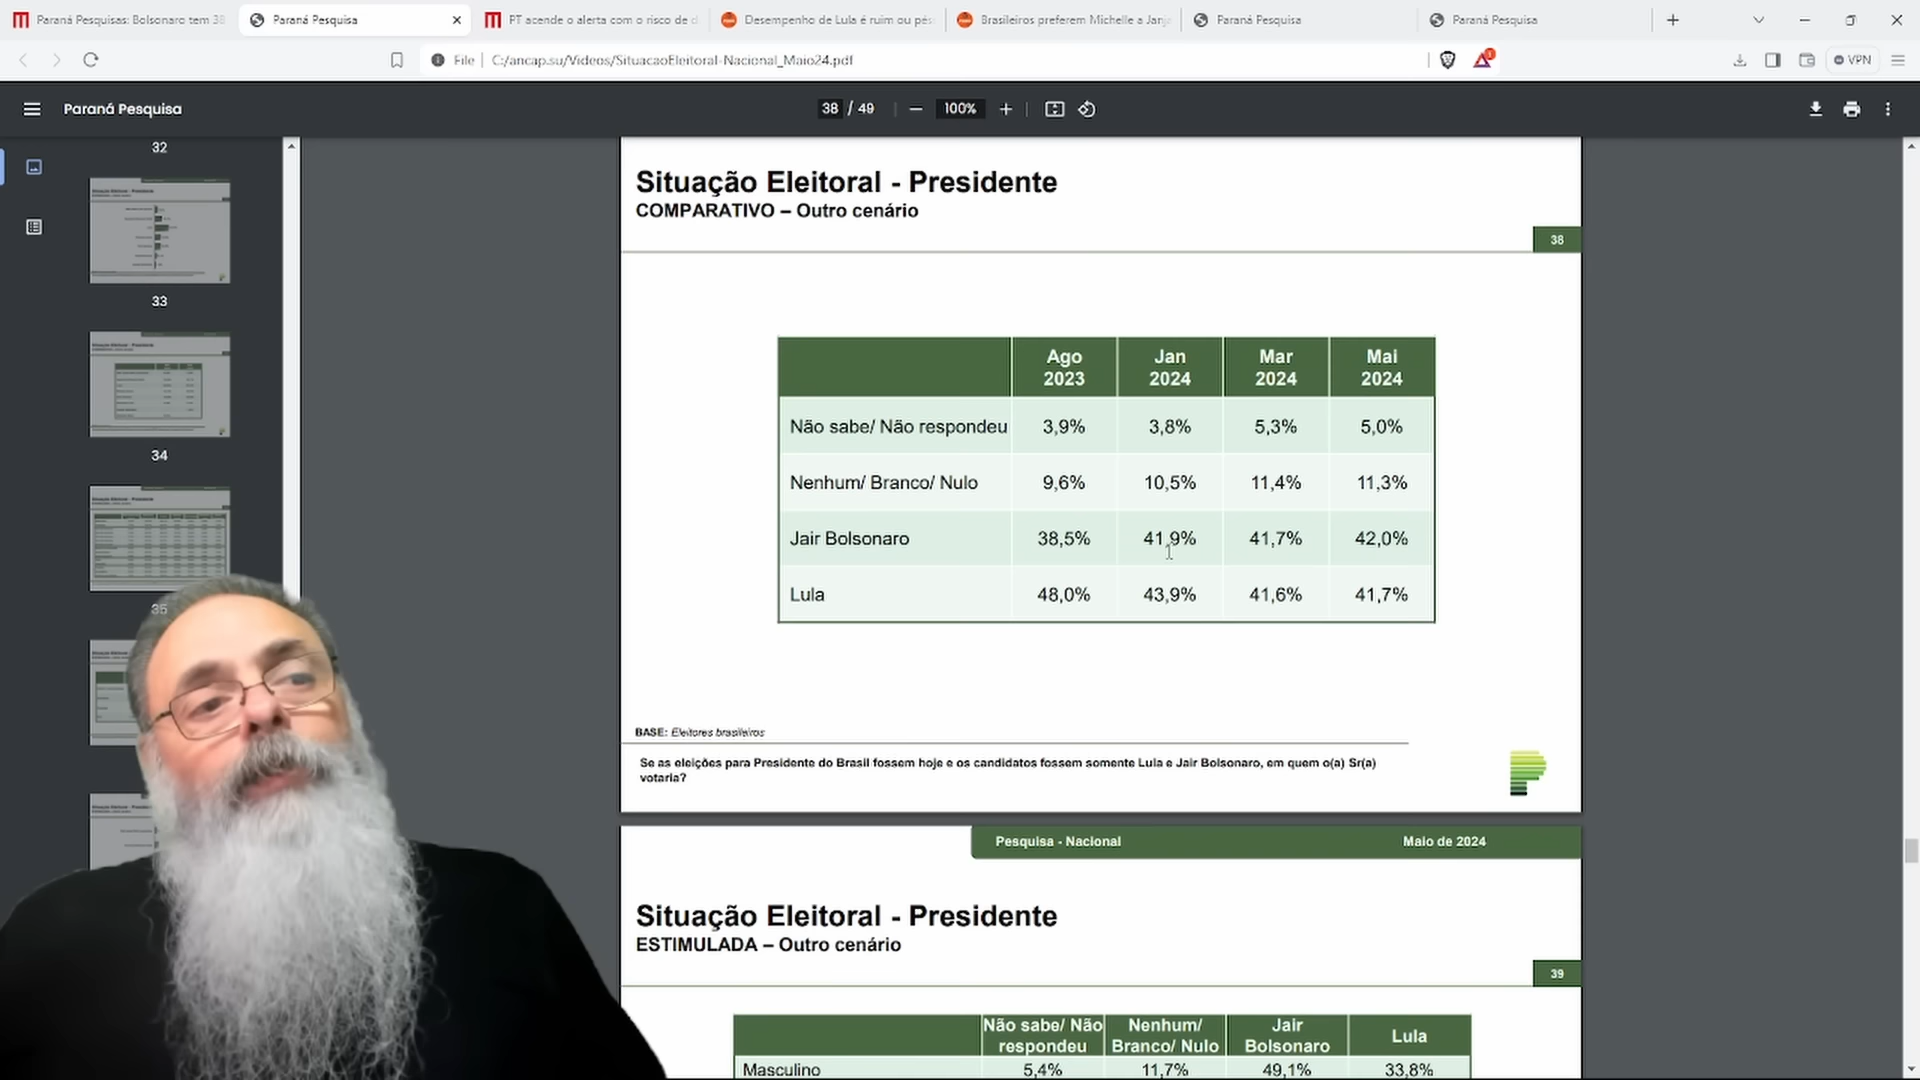 Paraná Pesquisas: Bolsonaro tem 38
Paraná Pesquisa
PT acende o alerta com o risco de d
Desempenho de Lula é ruim ou pés
Brasileiros preferem Michelle a Janja
Paraná Pesquisa
Paraná Pesquisa
File C:/ancap.su/Videos/SituacaoEleitoral-Nacional_Maio24.pdf
VPN
Paraná Pesquisa
38 / 49
100%
32
33
34
35
Situação Eleitoral - Presidente
COMPARATIVO – Outro cenário
38
Ago 2023 Jan 2024 Mar 2024 Mai 2024
Não sabe/ Não respondeu 3,9% 3,8% 5,3% 5,0%
Nenhum/ Branco/ Nulo 9,6% 10,5% 11,4% 11,3%
Jair Bolsonaro 38,5% 41,9% 41,7% 42,0%
Lula 48,0% 43,9% 41,6% 41,7%
BASE: Eleitores brasileiros
Se as eleições para Presidente do Brasil fossem hoje e os candidatos fossem somente Lula e Jair Bolsonaro, em quem o(a) Sr(a)
votaria?
Pesquisa - Nacional Maio de 2024
Situação Eleitoral - Presidente
ESTIMULADA – Outro cenário
39
Não sabe/ Não respondeu Nenhum/ Branco/ Nulo Jair Bolsonaro Lula
Masculino 5,4% 11,7% 49,1% 33,8%